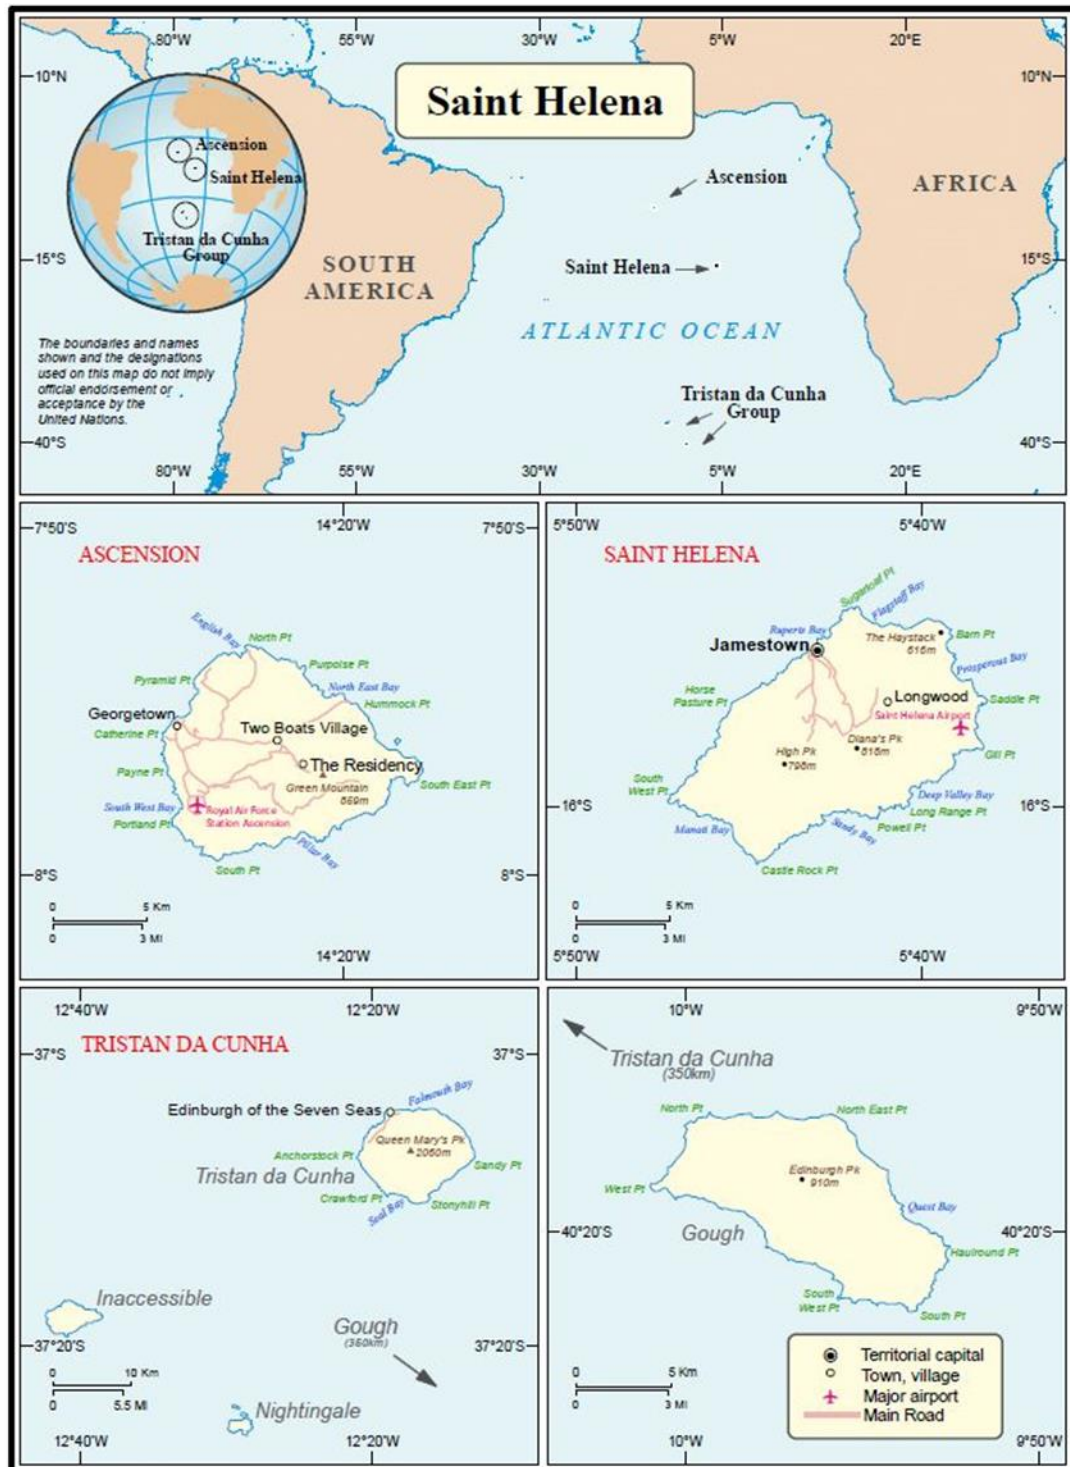 80°W
55°W
30°W
5°W
20°E
10°N
10°N
Saint Helena
Ascension
Saint Helena
Tristan da Cunha
Group
Ascension
AFRICA
Saint Helena
15°S
15°S
SOUTH
AMERICA
ATLANTIC OCEAN
The boundaries and names
shown and the designations
used on this map do not imply
official endorsement or
acceptance by the
United Nations.
Tristan da Cunha
Group
40°S
40°S
80°W
55°W
30°W
5°W
20°E
7°50'S
14°20'W
7°50'S
ASCENSION
English Bay
North Pt
Purpoise Pt
Pyramid Pt
North East Bay
Hummock Pt
Georgetown
Catherine Pt
Two Boats Village
The Residency
Payne Pt
Green Mountain
859m
South East Pt
South West Bay
Royal Air Force
Station Ascension
Portland Pt
Pillar Bay
South Pt
8°S
8°S
0 5 Km
0 3 MI
14°20'W
5°50'W
5°40'W
SAINT HELENA
Sugarloaf Pt
Flagstaff Bay
Ruperts Bay
The Haystack
616m
Barn Pt
Jamestown
Prosperous Bay
Horse
Pasture Pt
Longwood
Saddle Pt
Saint Helena Airport
High Pk
798m
Diana's Pk
816m
Gill Pt
South
West Pt
Deep Valley Bay
16°S
16°S
Long Range Pt
Manati Bay
Sandy Bay
Powell Pt
Castle Rock Pt
0 5 Km
0 3 MI
5°50'W
5°40'W
12°40'W
12°20'W
37°S
37°S
TRISTAN DA CUNHA
Falmouth Bay
Edinburgh of the Seven Seas
Queen Mary's Pk
2060m
Anchorstock Pt
Sandy Pt
Tristan da Cunha
Crawford Pt
Seal Bay
Stonyhill Pt
Inaccessible
Gough
(350km)
37°20'S
37°20'S
0 10 Km
0 5.5 MI
Nightingale
12°40'W
12°20'W
10°W
9°50'W
Tristan da Cunha
(350km)
North Pt
North East Pt
Edinburgh Pk
910m
West Pt
Quest Bay
40°20'S
40°20'S
Gough
Haulround Pt
South
West Pt
South Pt
0 5 Km
0 3 MI
Territorial capital
Town, village
Major airport
Main Road
10°W
9°50'W